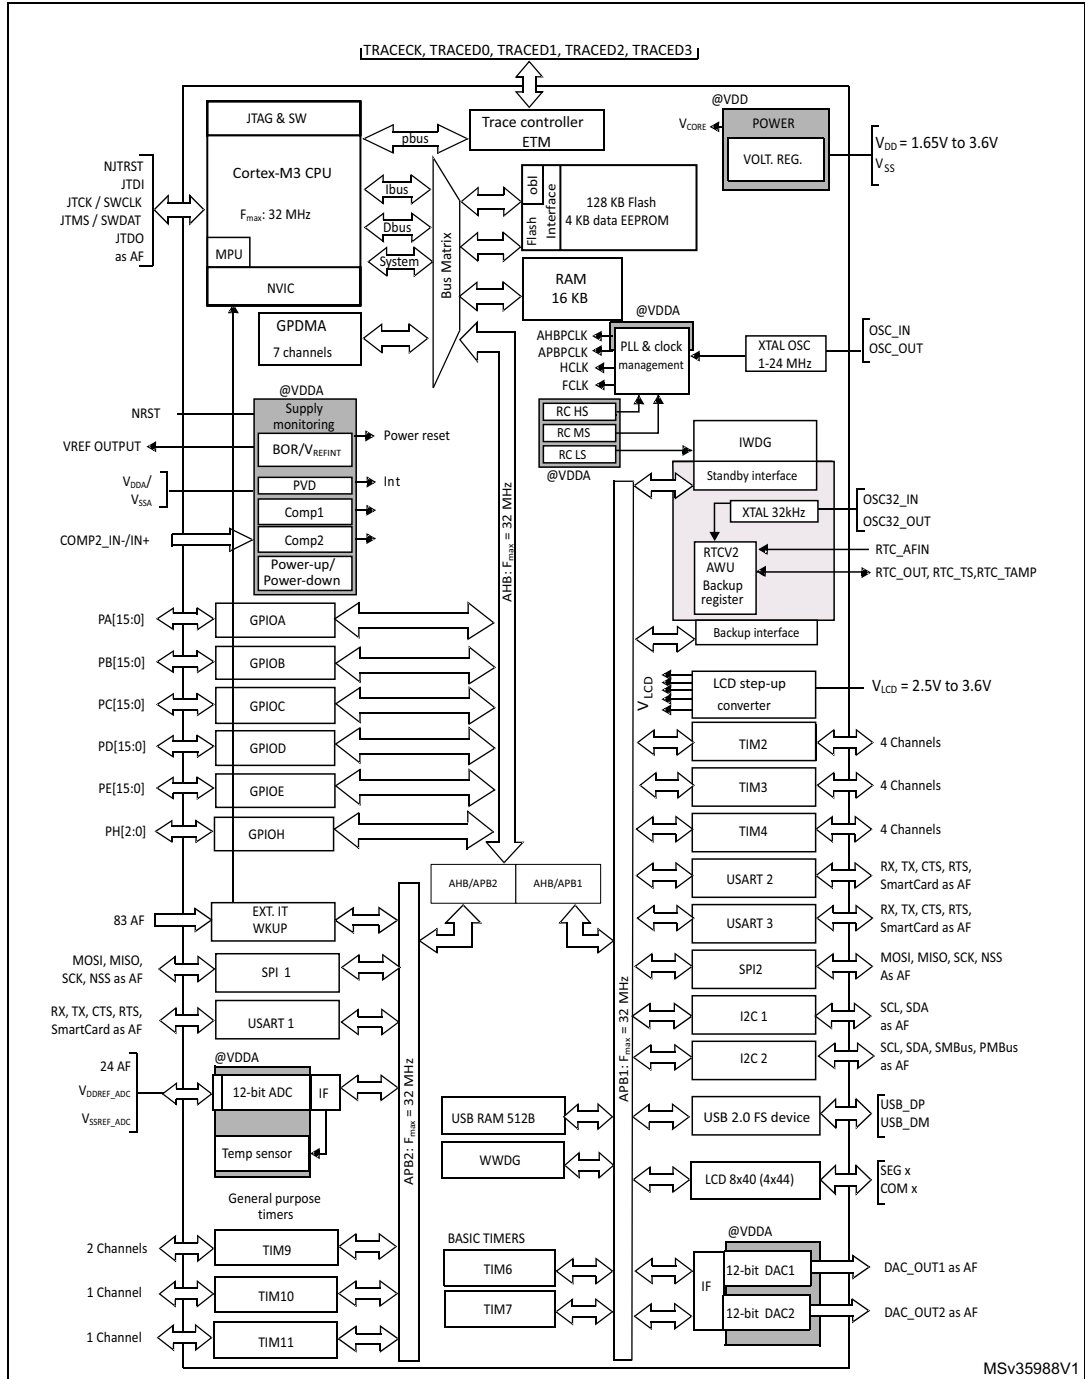 TRACECK, TRACED0, TRACED1, TRACED2, TRACED3
@VDD
JTAG & SW
Trace controller
ETM
pbus
V_CORE
POWER
VOLT. REG.
V_DD = 1.65V to 3.6V
V_SS
NJTRST
JTDI
JTCK / SWCLK
JTMS / SWDAT
JTDO
as AF
Cortex-M3 CPU
F_max: 32 MHz
MPU
NVIC
Ibus
Dbus
System
Bus Matrix
obl
Flash
Interface
128 KB Flash
4 KB data EEPROM
RAM
16 KB
GPDMA
7 channels
@VDDA
AHBPCLK
APBPCLK
HCLK
FCLK
PLL & clock
management
XTAL OSC
1-24 MHz
OSC_IN
OSC_OUT
RC HS
RC MS
RC LS
@VDDA
IWDG
Standby interface
@VDDA
NRST
VREF OUTPUT
V_DDA/
V_SSA
COMP2_IN-/IN+
Supply
monitoring
BOR/V_REFINT
PVD
Comp1
Comp2
Power-up/
Power-down
Power reset
Int
AHB: F_max = 32 MHz
XTAL 32kHz
OSC32_IN
OSC32_OUT
RTCV2
AWU
Backup
register
RTC_AFIN
RTC_OUT, RTC_TS,RTC_TAMP
Backup interface
PA[15:0]
GPIOA
PB[15:0]
GPIOB
PC[15:0]
GPIOC
PD[15:0]
GPIOD
PE[15:0]
GPIOE
PH[2:0]
GPIOH
V_LCD
LCD step-up
converter
V_LCD = 2.5V to 3.6V
TIM2
4 Channels
TIM3
4 Channels
TIM4
4 Channels
AHB/APB2
AHB/APB1
USART 2
RX, TX, CTS, RTS,
SmartCard as AF
USART 3
RX, TX, CTS, RTS,
SmartCard as AF
SPI2
MOSI, MISO, SCK, NSS
As AF
I2C 1
SCL, SDA
as AF
I2C 2
SCL, SDA, SMBus, PMBus
as AF
83 AF
EXT. IT
WKUP
MOSI, MISO,
SCK, NSS as AF
SPI 1
RX, TX, CTS, RTS,
SmartCard as AF
USART 1
24 AF
V_DDREF_ADC
V_SSREF_ADC
@VDDA
12-bit ADC
IF
Temp sensor
APB2: F_max = 32 MHz
APB1: F_max = 32 MHz
USB RAM 512B
WWDG
USB 2.0 FS device
USB_DP
USB_DM
LCD 8x40 (4x44)
SEG x
COM x
General purpose
timers
2 Channels
TIM9
1 Channel
TIM10
1 Channel
TIM11
BASIC TIMERS
TIM6
TIM7
@VDDA
IF
12-bit DAC1
DAC_OUT1 as AF
12-bit DAC2
DAC_OUT2 as AF
MSv35988V1